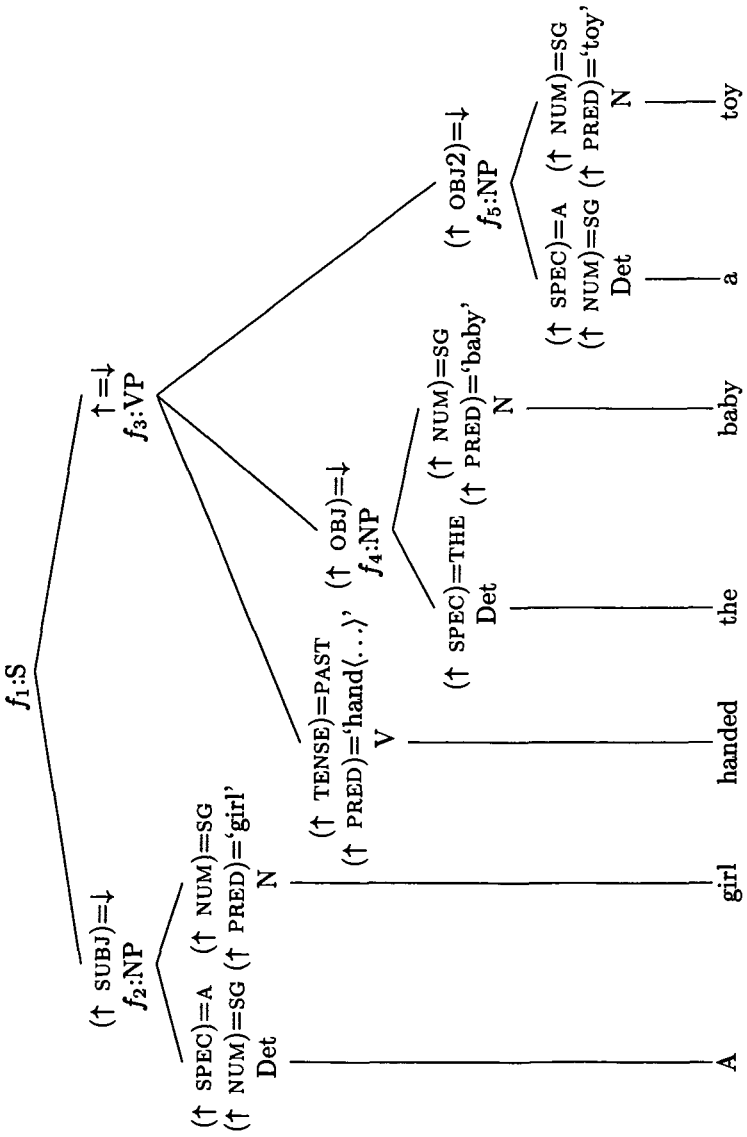 f₁:S
(↑ SUBJ)=↓
f₂:NP
↑=↓
f₃:VP
(↑ SPEC)=A
(↑ NUM)=SG
Det
(↑ NUM)=SG
(↑ PRED)=‘girl’
N
(↑ TENSE)=PAST
(↑ PRED)=‘hand⟨...⟩’
V
(↑ OBJ)=↓
f₄:NP
(↑ OBJ2)=↓
f₅:NP
(↑ SPEC)=THE
Det
(↑ NUM)=SG
(↑ PRED)=‘baby’
N
(↑ SPEC)=A
(↑ NUM)=SG
Det
(↑ NUM)=SG
(↑ PRED)=‘toy’
N
A girl handed the baby a toy